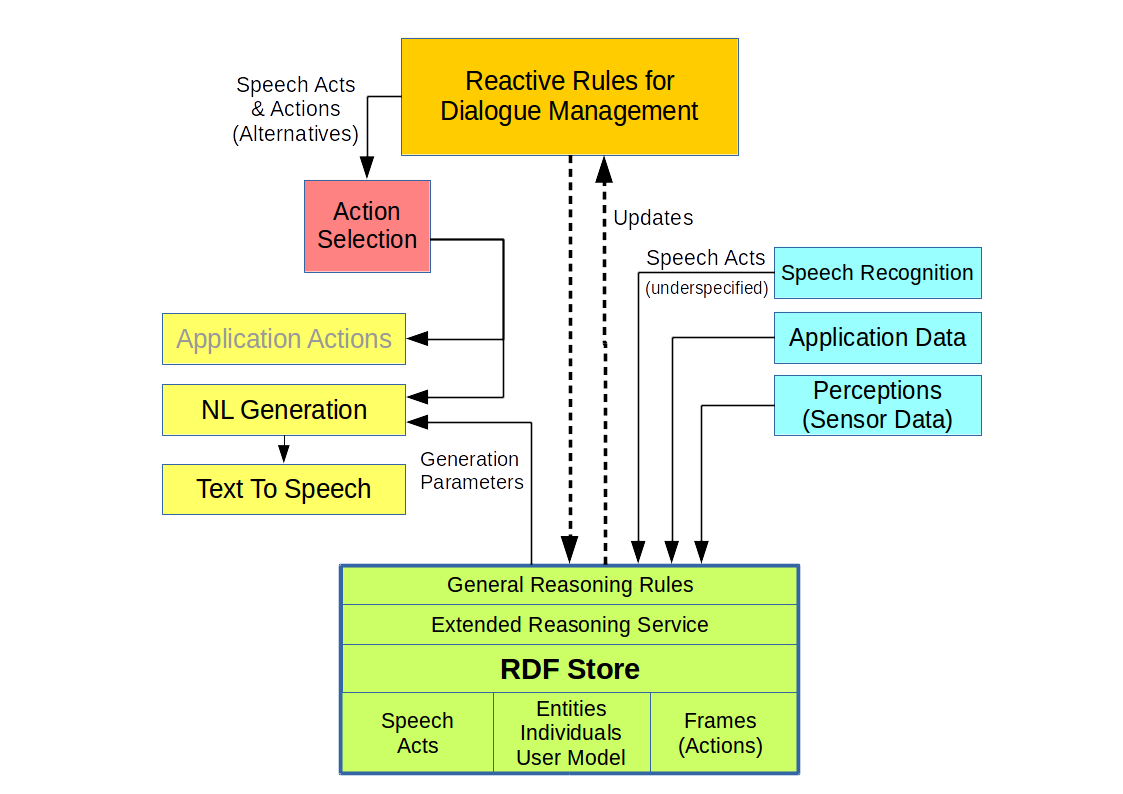 Reactive Rules for
Dialogue Management
Speech Acts
& Actions
(Alternatives)
Action
Selection
Updates
Speech Acts
(underspecified)
Speech Recognition
Application Data
Perceptions
(Sensor Data)
Application Actions
NL Generation
Text To Speech
Generation
Parameters
General Reasoning Rules
Extended Reasoning Service
RDF Store
Speech
Acts
Entities
Individuals
User Model
Frames
(Actions)